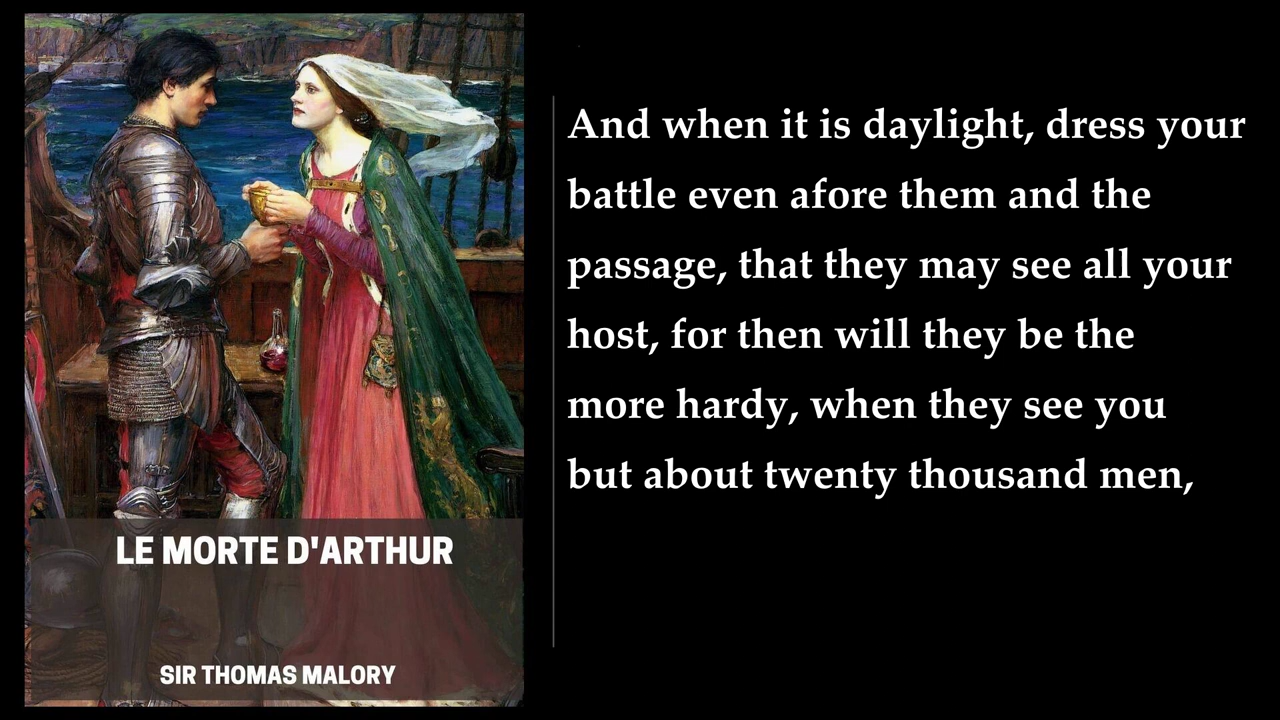 And when it is daylight, dress your
battle even afore them and the
passage, that they may see all your
host, for then will they be the
more hardy, when they see you
but about twenty thousand men,
LE MORTE D'ARTHUR
SIR THOMAS MALORY